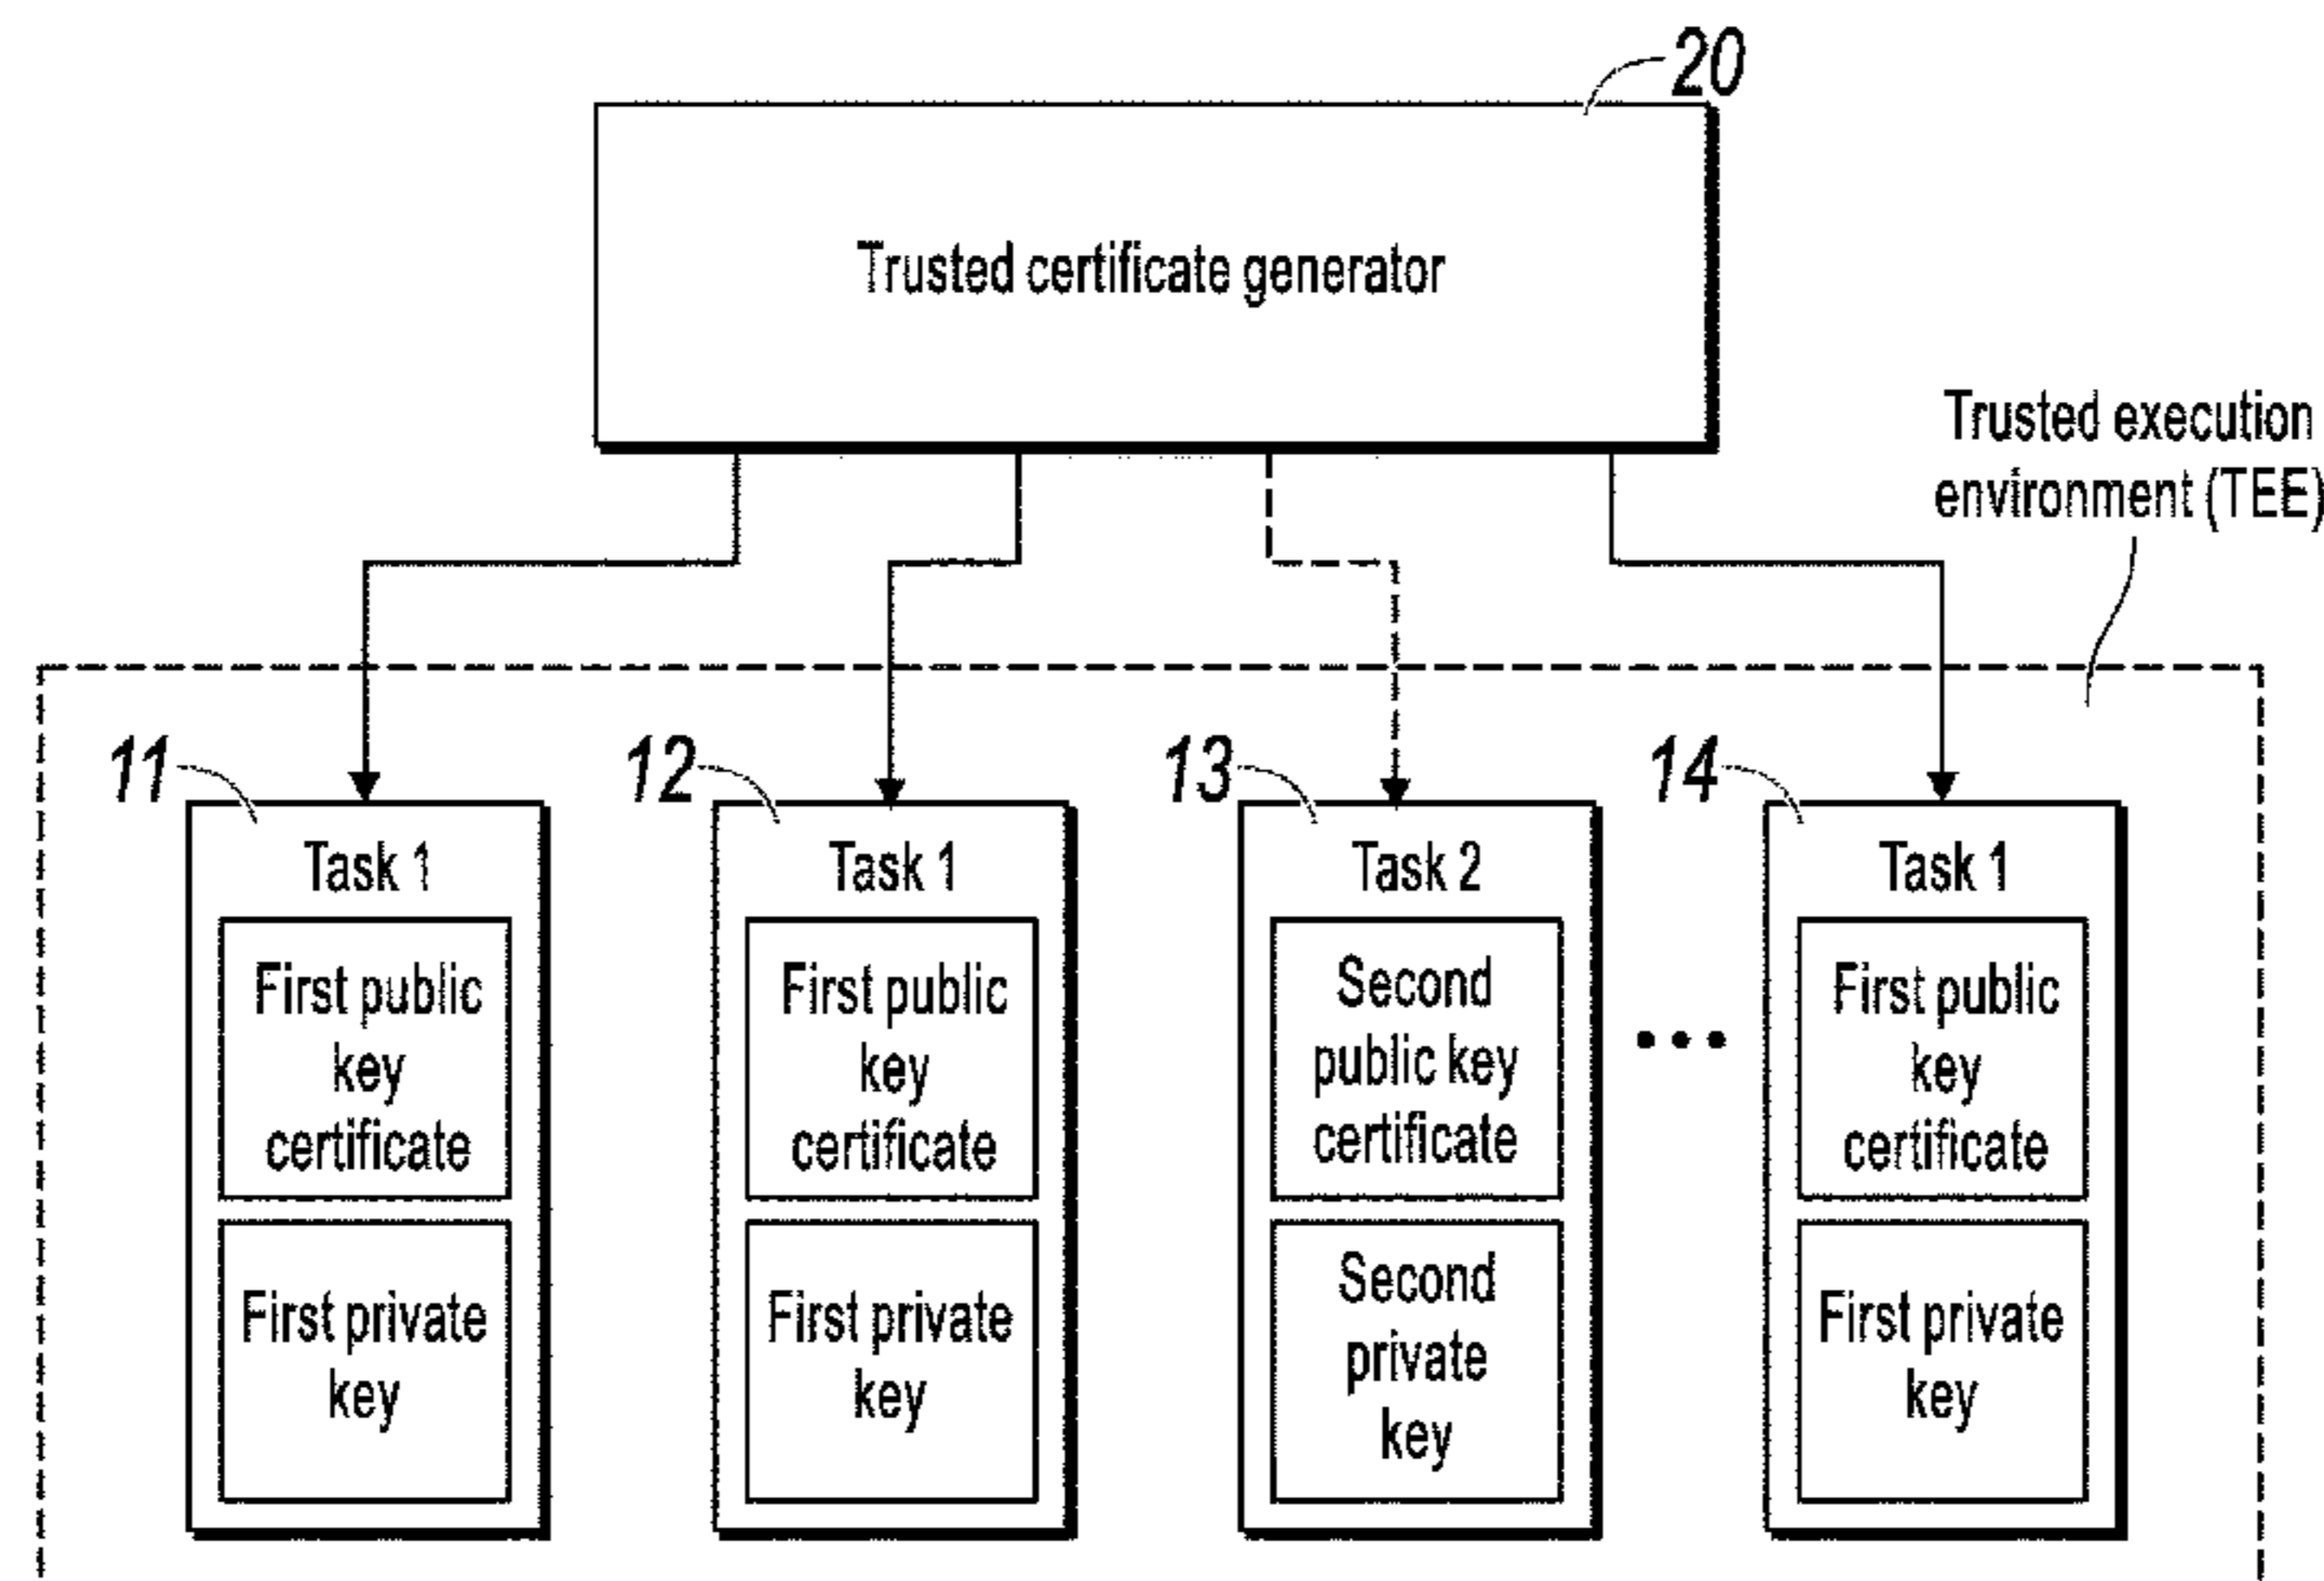 20
Trusted certificate generator
Trusted execution
environment (TEE)
11
Task 1
First public
key
certificate
First private
key
12
Task 1
First public
key
certificate
First private
key
13
Task 2
Second
public key
certificate
Second
private
key
14
Task 1
First public
key
certificate
First private
key